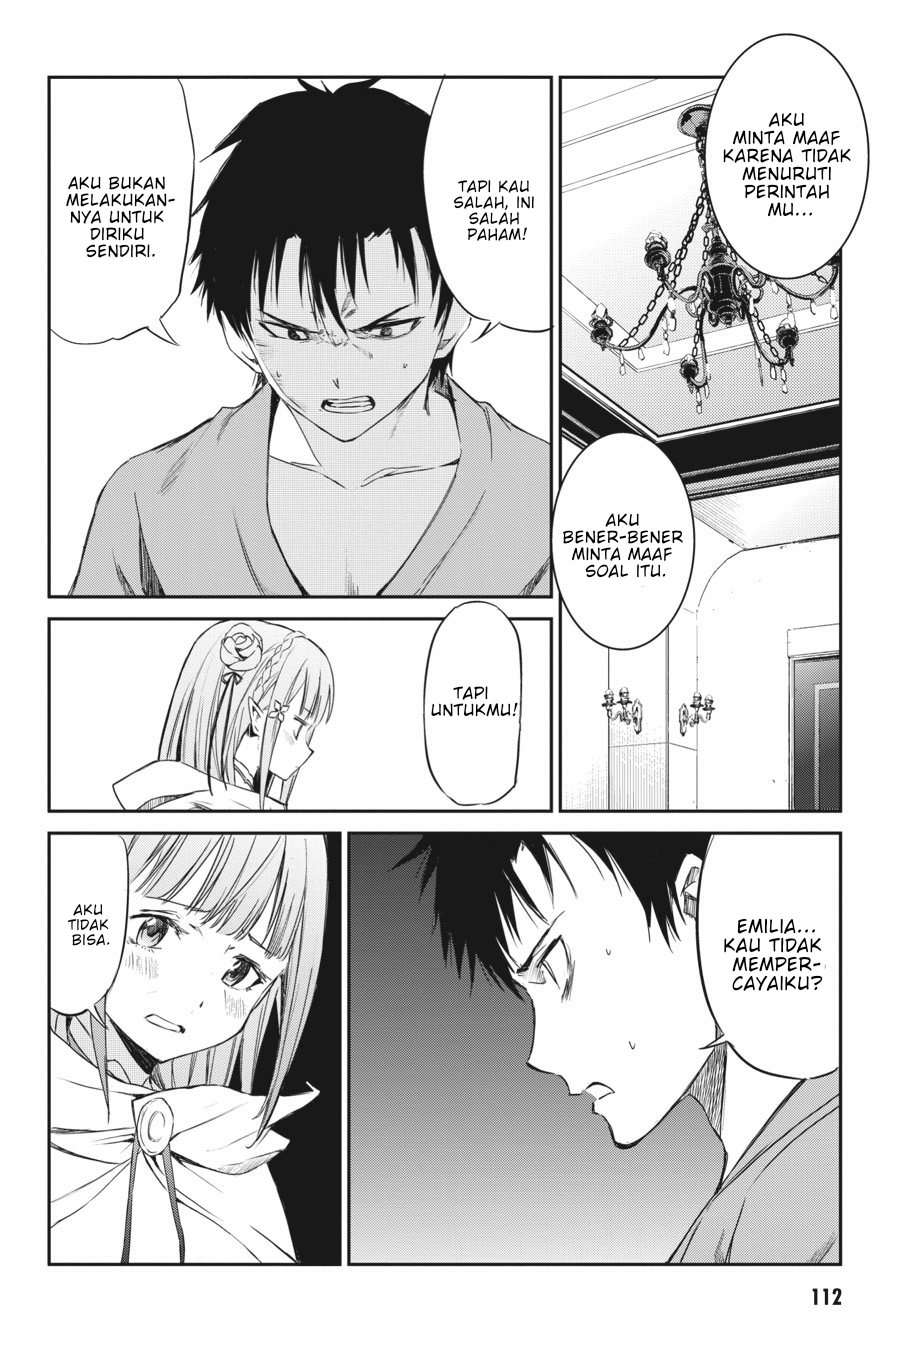 AKU
MINTA MAAF
KARENA TIDAK
MENURUTI
PERINTAH
MU...
AKU
BENER-BENER
MINTA MAAF
SOAL ITU.
TAPI KAU
SALAH, INI
SALAH
PAHAM!
AKU BUKAN
MELAKUKAN-
NYA UNTUK
DIRIKU
SENDIRI.
TAPI
UNTUKMU!
EMILIA...
KAU TIDAK
MEMPER-
CAYAIKU?
AKU
TIDAK
BISA.
112